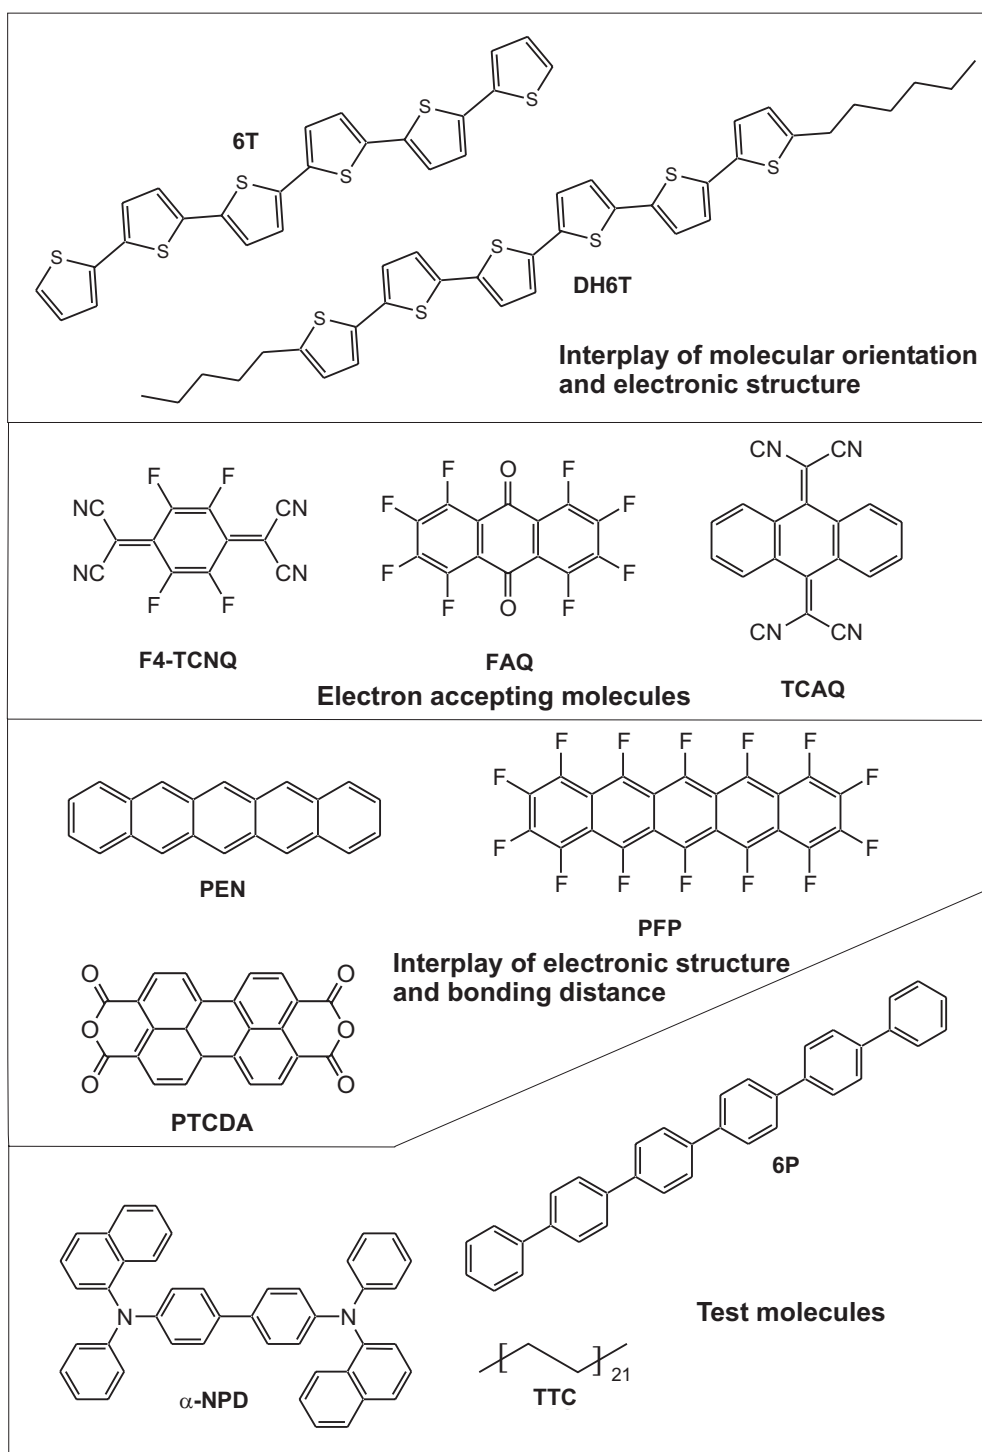 6T
S
S
S
S
S
S
DH6T
S
S
S
S
S
S
Interplay of molecular orientation
and electronic structure
F F
NC CN
NC CN
F F
F4-TCNQ
F O F
F F
F F
F O F
FAQ
CN CN
CN CN
TCAQ
Electron accepting molecules
PEN
F F F F F
F F
F F
F F F F F
PFP
Interplay of electronic structure
and bonding distance
O O
O O
O O
PTCDA
6P
N N
α-NPD
[ ] 21
TTC
Test molecules